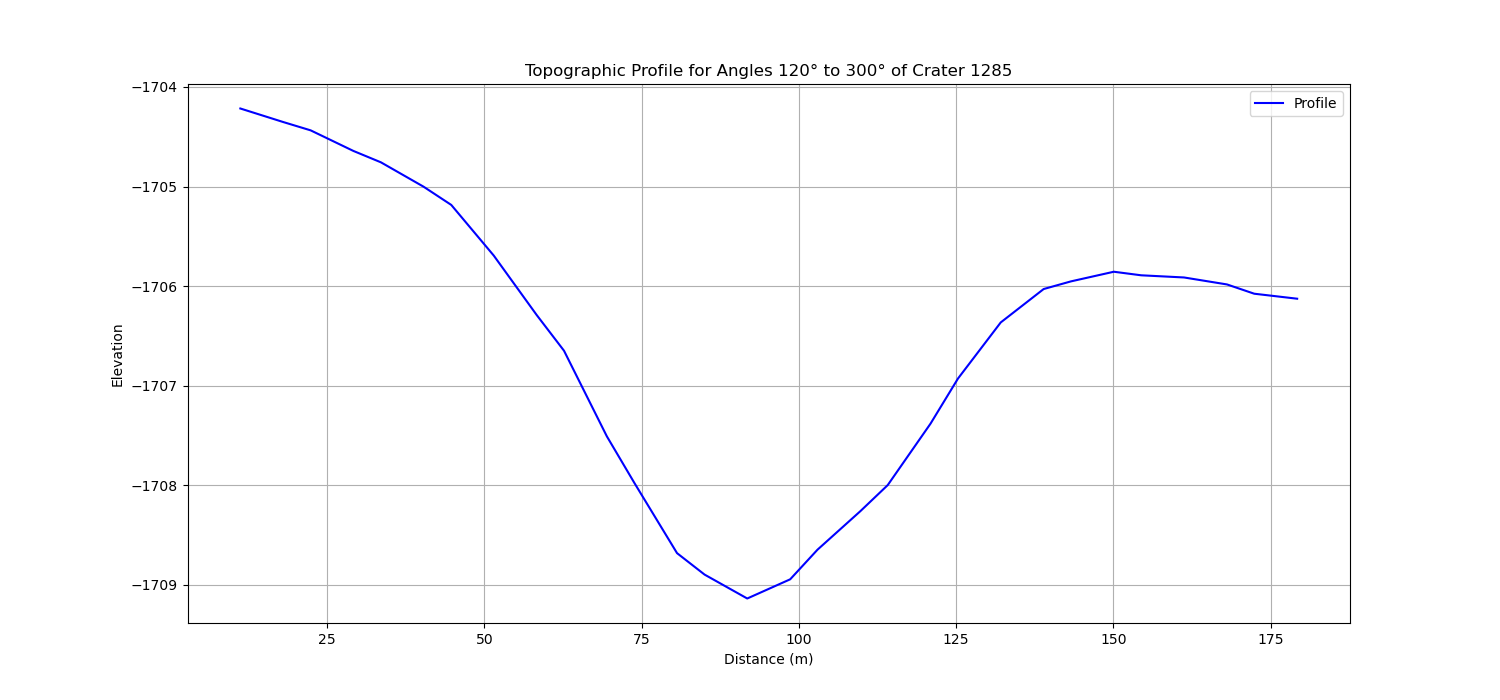 Topographic Profile for Angles 120° to 300° of Crater 1285
Profile
−1704
−1705
−1706
−1707
−1708
−1709
Elevation
25 50 75 100 125 150 175
Distance (m)